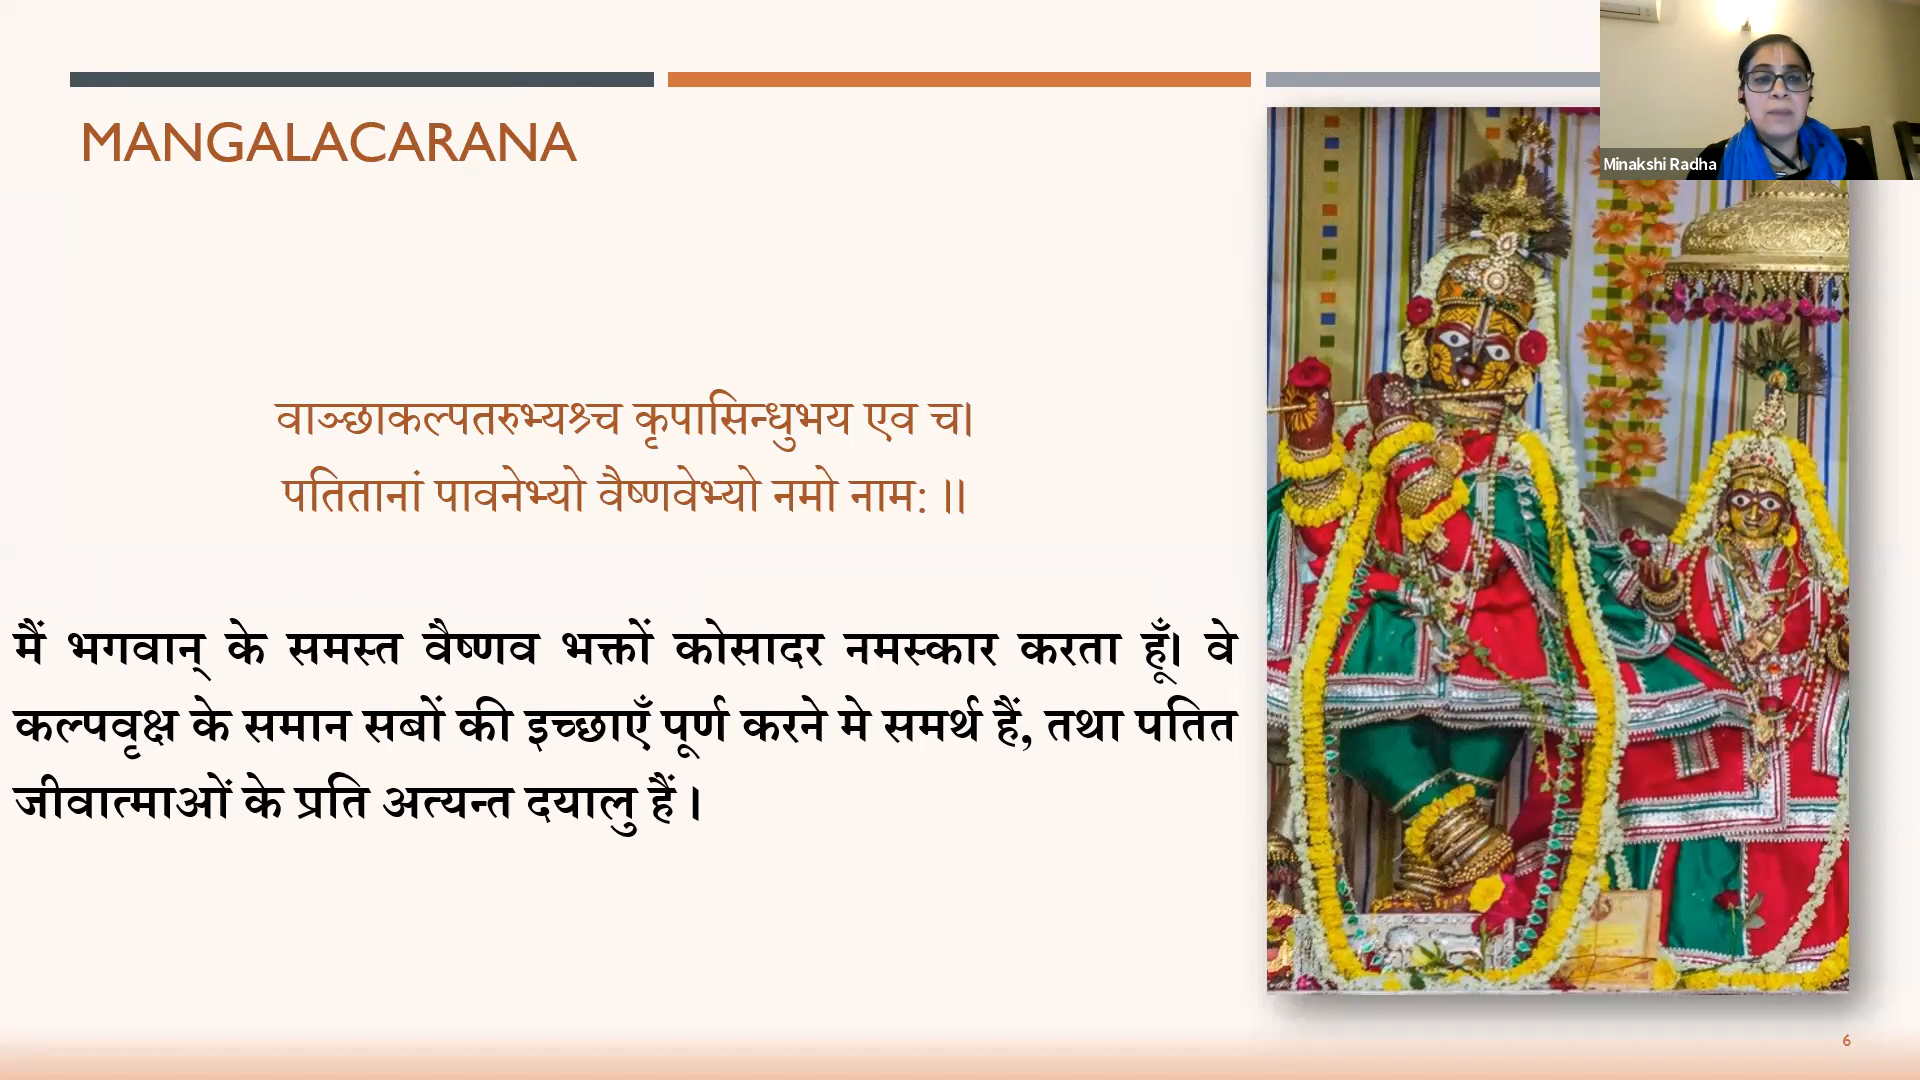 MANGALACARANA
Minakshi Radha
वाञ्छाकल्पतरुभ्यश्र्च कृपासिन्धुभय एव च।
पतितानां पावनेभ्यो वैष्णवेभ्यो नमो नाम: ।।
मैं भगवान् के समस्त वैष्णव भक्तों कोसादर नमस्कार करता हूँ। वे
कल्पवृक्ष के समान सबों की इच्छाएँ पूर्ण करने मे समर्थ हैं, तथा पतित
जीवात्माओं के प्रति अत्यन्त दयालु हैं ।
6